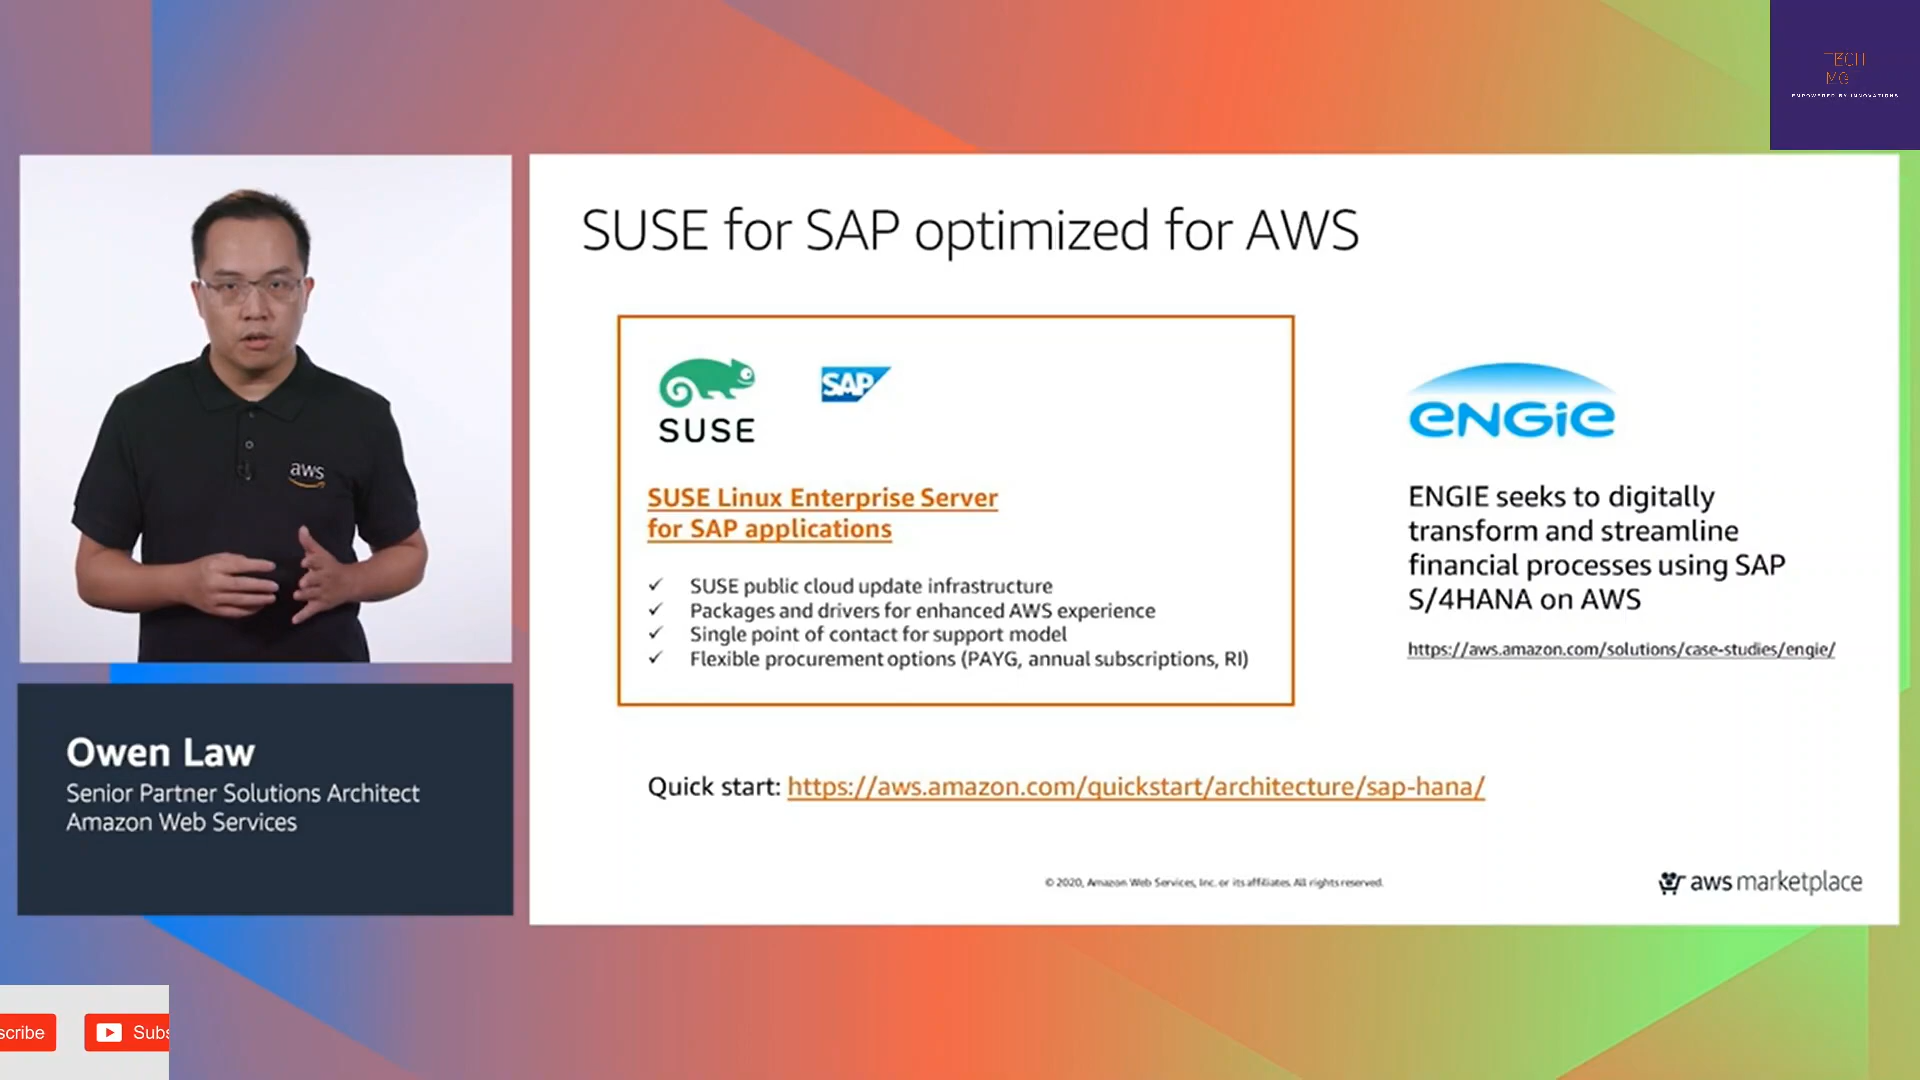 TECH
MG
EMPOWERED BY INNOVATIONS
SUSE for SAP optimized for AWS
SUSE
SAP
SUSE Linux Enterprise Server
for SAP applications
✓ SUSE public cloud update infrastructure
✓ Packages and drivers for enhanced AWS experience
✓ Single point of contact for support model
✓ Flexible procurement options (PAYG, annual subscriptions, RI)
ENGIE
ENGIE seeks to digitally
transform and streamline
financial processes using SAP
S/4HANA on AWS
https://aws.amazon.com/solutions/case-studies/engie/
Quick start: https://aws.amazon.com/quickstart/architecture/sap-hana/
© 2020, Amazon Web Services, Inc. or its affiliates. All rights reserved.
aws marketplace
aws
Owen Law
Senior Partner Solutions Architect
Amazon Web Services
scribe
Subs